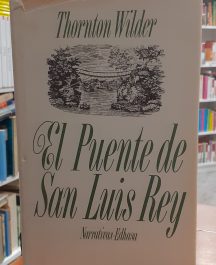 Thornton Wilder
El Puente de
San Luis Rey
Narrativas Edhasa